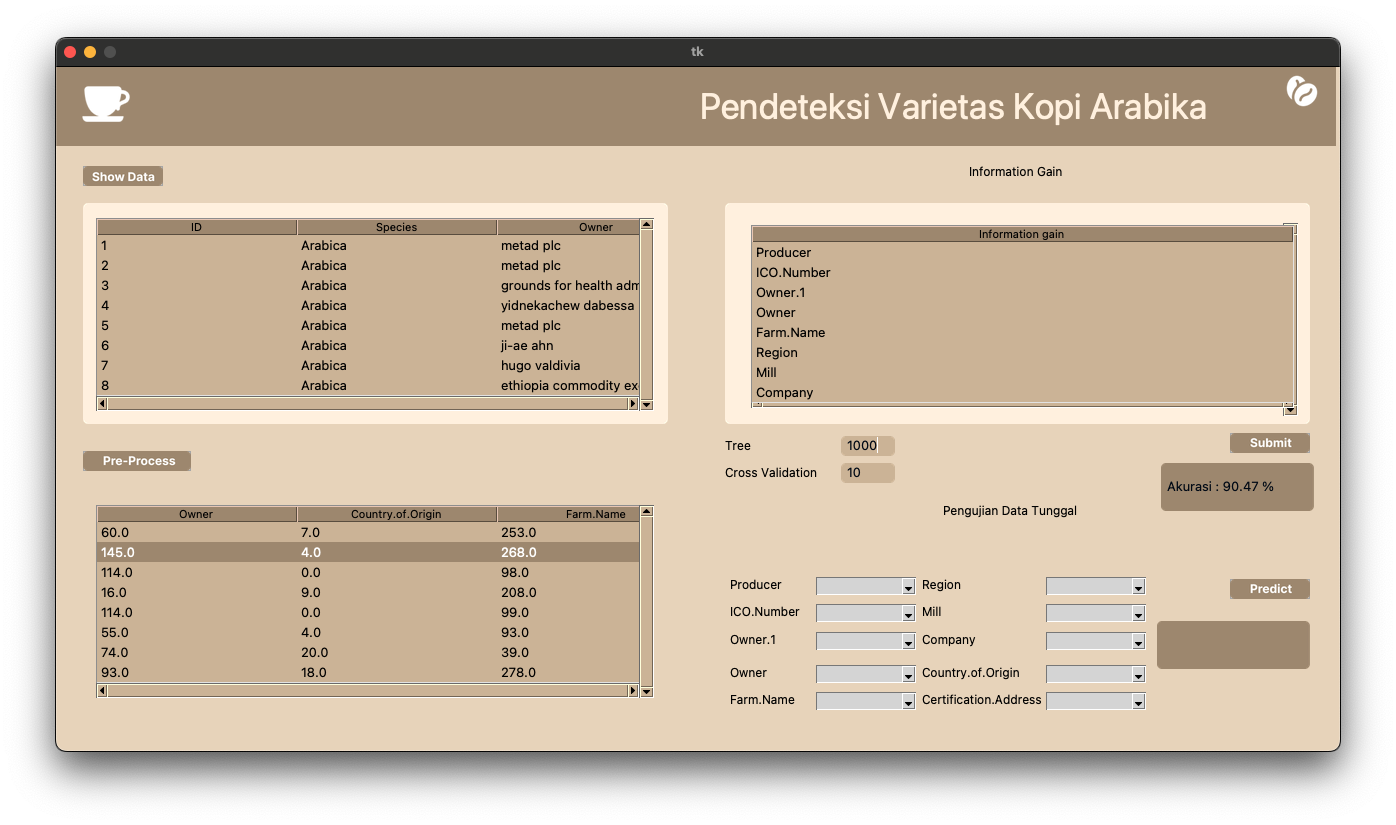 tk
Pendeteksi Varietas Kopi Arabika
Show Data
ID Species Owner
1 Arabica metad plc
2 Arabica metad plc
3 Arabica grounds for health adm
4 Arabica yidnekachew dabessa
5 Arabica metad plc
6 Arabica ji-ae ahn
7 Arabica hugo valdivia
8 Arabica ethiopia commodity ex
Information Gain
Information gain
Producer
ICO.Number
Owner.1
Owner
Farm.Name
Region
Mill
Company
Pre-Process
Owner Country.of.Origin Farm.Name
60.0 7.0 253.0
145.0 4.0 268.0
114.0 0.0 98.0
16.0 9.0 208.0
114.0 0.0 99.0
55.0 4.0 93.0
74.0 20.0 39.0
93.0 18.0 278.0
Tree 1000 Submit
Cross Validation 10
Akurasi : 90.47 %
Pengujian Data Tunggal
Producer Region Predict
ICO.Number Mill
Owner.1 Company
Owner Country.of.Origin
Farm.Name Certification.Address